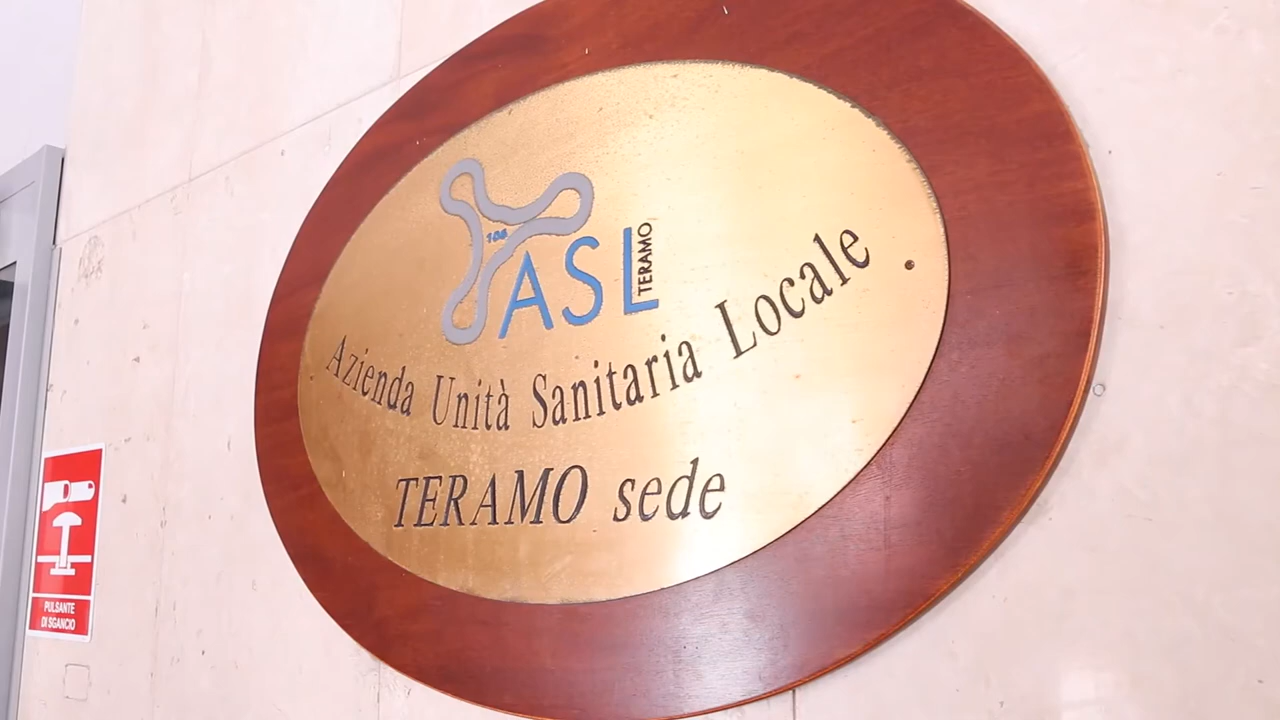 106
ASL
TERAMO
Azienda Unità Sanitaria Locale
TERAMO sede
PULSANTE
DI SGANCIO